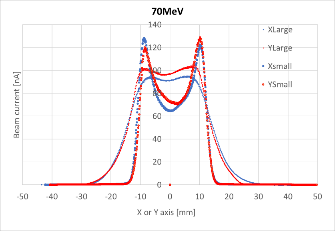 70MeV
140
120
100
80
60
40
20
0
-50 -40 -30 -20 -10 0 10 20 30 40 50
Beam current [nA]
X or Y axis [mm]
XLarge
YLarge
Xsmall
YSmall